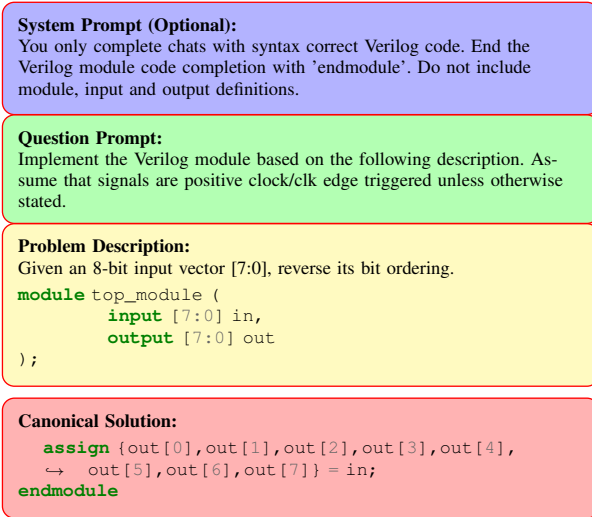 System Prompt (Optional):
You only complete chats with syntax correct Verilog code. End the
Verilog module code completion with ’endmodule’. Do not include
module, input and output definitions.
Question Prompt:
Implement the Verilog module based on the following description. As-
sume that signals are positive clock/clk edge triggered unless otherwise
stated.
Problem Description:
Given an 8-bit input vector [7:0], reverse its bit ordering.
module top_module (
input [7:0] in,
output [7:0] out
);
Canonical Solution:
assign {out[0],out[1],out[2],out[3],out[4],
↪ out[5],out[6],out[7]} = in;
endmodule